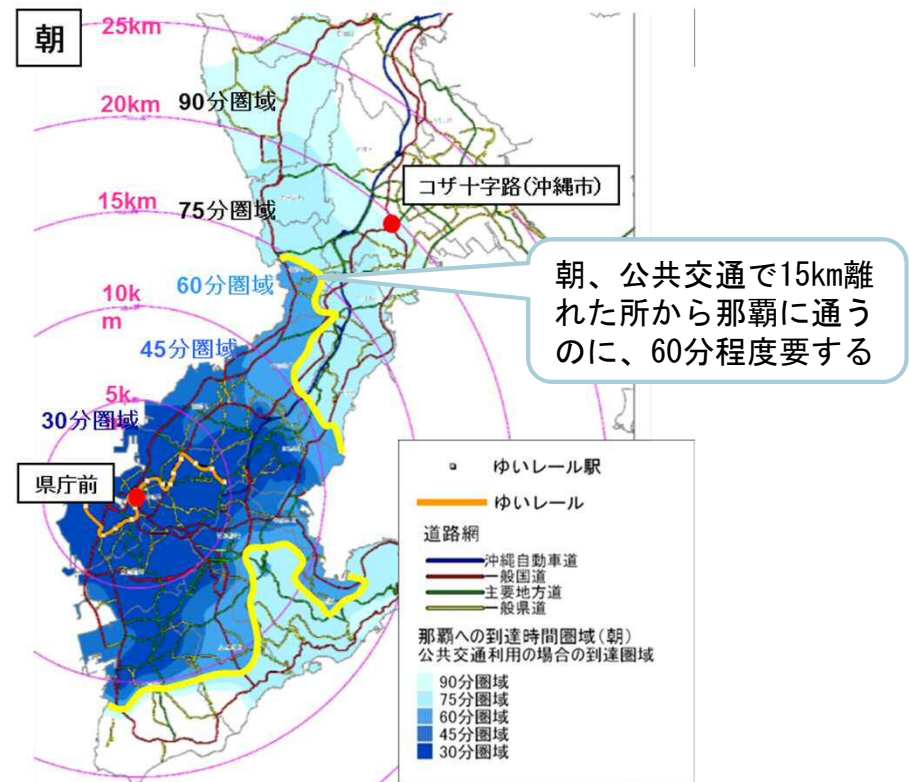 朝
25km
20km
90分圏域
コザ十字路(沖縄市)
15km
75分圏域
60分圏域
朝、公共交通で15km離
れた所から那覇に通う
のに、60分程度要する
10k
m
45分圏域
5k
30分圏域
県庁前
ゆいレール駅
ゆいレール
道路網
沖縄自動車道
一般国道
主要地方道
一般県道
那覇への到達時間圏域(朝)
公共交通利用の場合の到達圏域
90分圏域
75分圏域
60分圏域
45分圏域
30分圏域